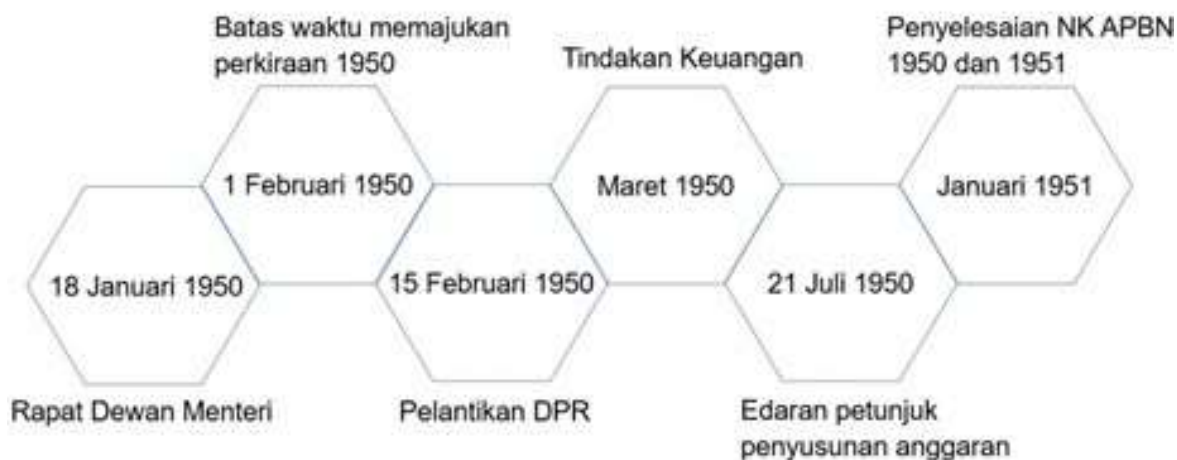 Batas waktu memajukan
perkiraan 1950
Tindakan Keuangan
Penyelesaian NK APBN
1950 dan 1951
1 Februari 1950
Maret 1950
Januari 1951
18 Januari 1950
15 Februari 1950
21 Juli 1950
Rapat Dewan Menteri
Pelantikan DPR
Edaran petunjuk
penyusunan anggaran